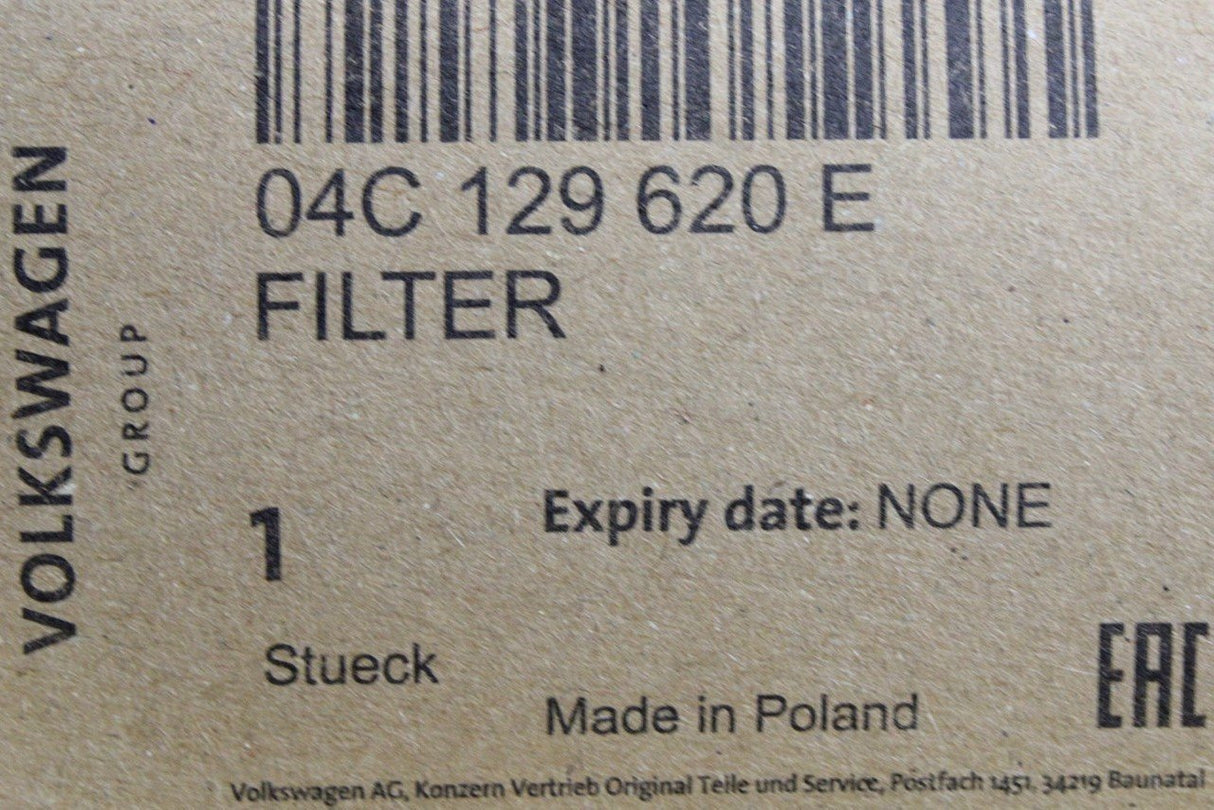 VOLKSWAGEN
GROUP
04C 129 620 E
FILTER
1
Expiry date: NONE
Stueck
Made in Poland
EAC
Volkswagen AG, Konzern Vertrieb Original Teile und Service, Postfach 1451, 34219 Baunatal